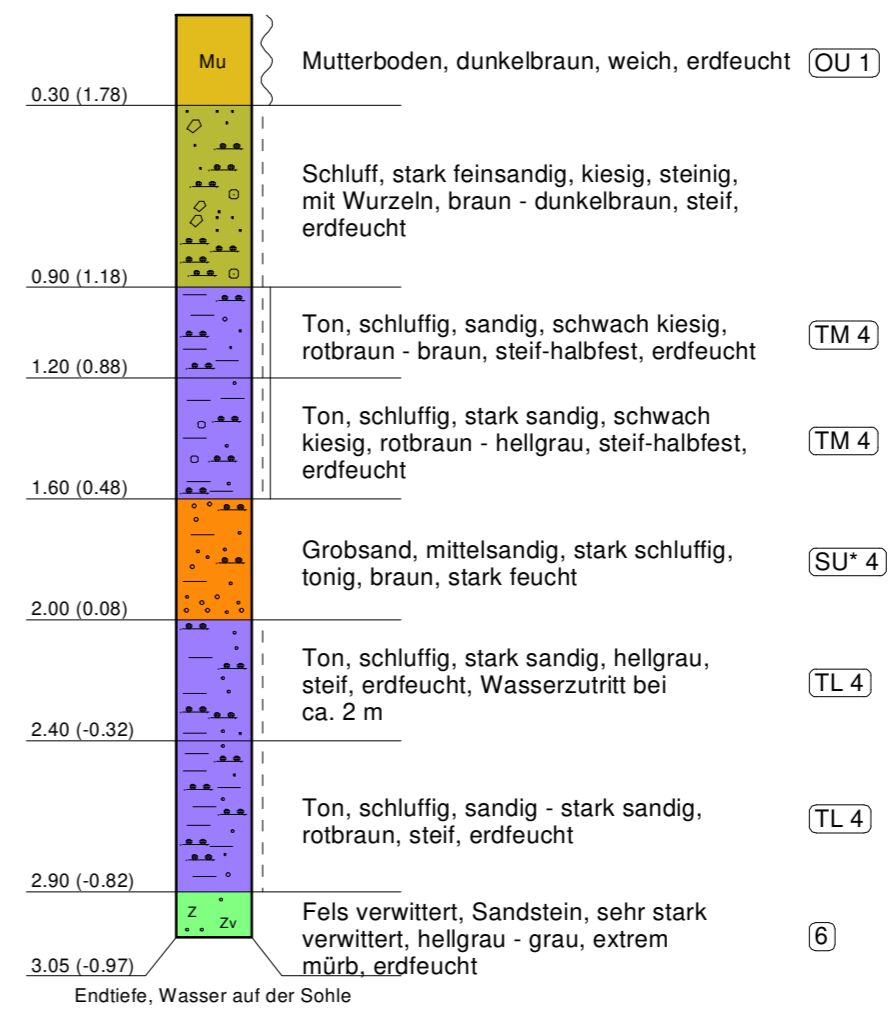 Mu
Mutterboden, dunkelbraun, weich, erdfeucht
OU 1
0.30 (1.78)
Schluff, stark feinsandig, kiesig, steinig,
mit Wurzeln, braun - dunkelbraun, steif,
erdfeucht
0.90 (1.18)
Ton, schluffig, sandig, schwach kiesig,
rotbraun - braun, steif-halbfest, erdfeucht
TM 4
1.20 (0.88)
Ton, schluffig, stark sandig, schwach
kiesig, rotbraun - hellgrau, steif-halbfest,
erdfeucht
TM 4
1.60 (0.48)
Grobsand, mittelsandig, stark schluffig,
tonig, braun, stark feucht
SU* 4
2.00 (0.08)
Ton, schluffig, stark sandig, hellgrau,
steif, erdfeucht, Wasserzutritt bei
ca. 2 m
TL 4
2.40 (-0.32)
Ton, schluffig, sandig - stark sandig,
rotbraun, steif, erdfeucht
TL 4
2.90 (-0.82)
Z
Zv
Fels verwittert, Sandstein, sehr stark
verwittert, hellgrau - grau, extrem
mürb, erdfeucht
6
3.05 (-0.97)
Endtiefe, Wasser auf der Sohle